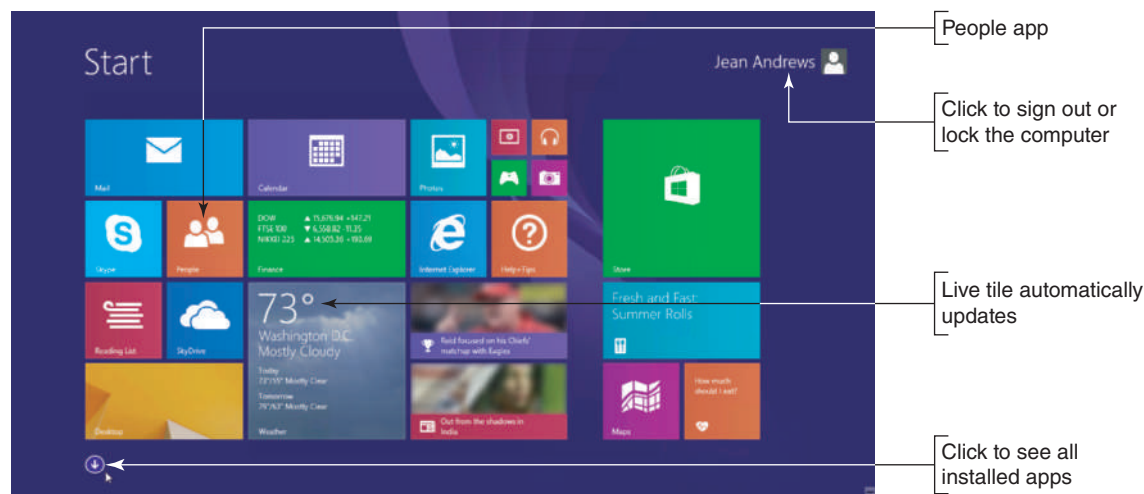 Start
Jean Andrews
Mail
Calendar
Photos
Skype
People
DOW ▲ 15,676.94 +147.21
FTSE 100 ▼ 6,558.82 -11.35
NIKKEI 225 ▲ 14,505.36 +193.69
Finance
Internet Explorer
Help+Tips
Store
Reading List
SkyDrive
73°
Washington D.C.
Mostly Cloudy
Today
Mostly Clear
Tomorrow
Mostly Clear
Weather
Reid focused on his Chiefs'
matchup with Eagles
Fresh and Fast:
Summer Rolls
Desktop
Out from the shadows in
India
Maps
How much
should I eat?
People app
Click to sign out or
lock the computer
Live tile automatically
updates
Click to see all
installed apps